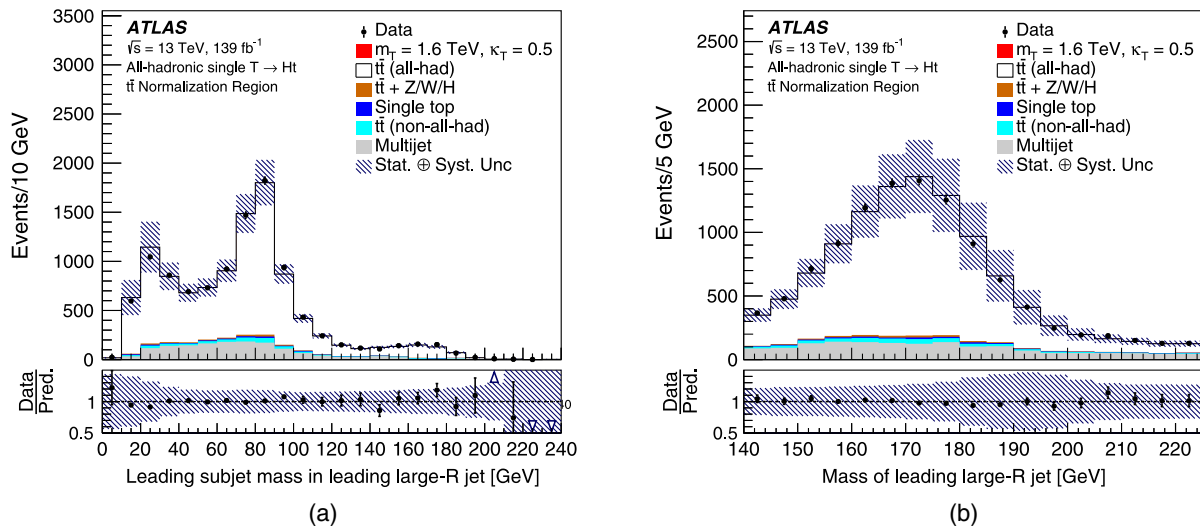 ATLAS
√s = 13 TeV, 139 fb⁻¹
All-hadronic single T → Ht
tt̄ Normalization Region
Data
m_T = 1.6 TeV, κ_T = 0.5
tt̄ (all-had)
tt̄ + Z/W/H
Single top
tt̄ (non-all-had)
Multijet
Stat. ⊕ Syst. Unc
Events/10 GeV
3500
3000
2500
2000
1500
1000
500
0
Data
Pred.
1
0.5
40
0 20 40 60 80 100 120 140 160 180 200 220 240
Leading subjet mass in leading large-R jet [GeV]
(a)
ATLAS
√s = 13 TeV, 139 fb⁻¹
All-hadronic single T → Ht
tt̄ Normalization Region
Data
m_T = 1.6 TeV, κ_T = 0.5
tt̄ (all-had)
tt̄ + Z/W/H
Single top
tt̄ (non-all-had)
Multijet
Stat. ⊕ Syst. Unc
Events/5 GeV
2500
2000
1500
1000
500
0
Data
Pred.
1
0.5
140 150 160 170 180 190 200 210 220
Mass of leading large-R jet [GeV]
(b)